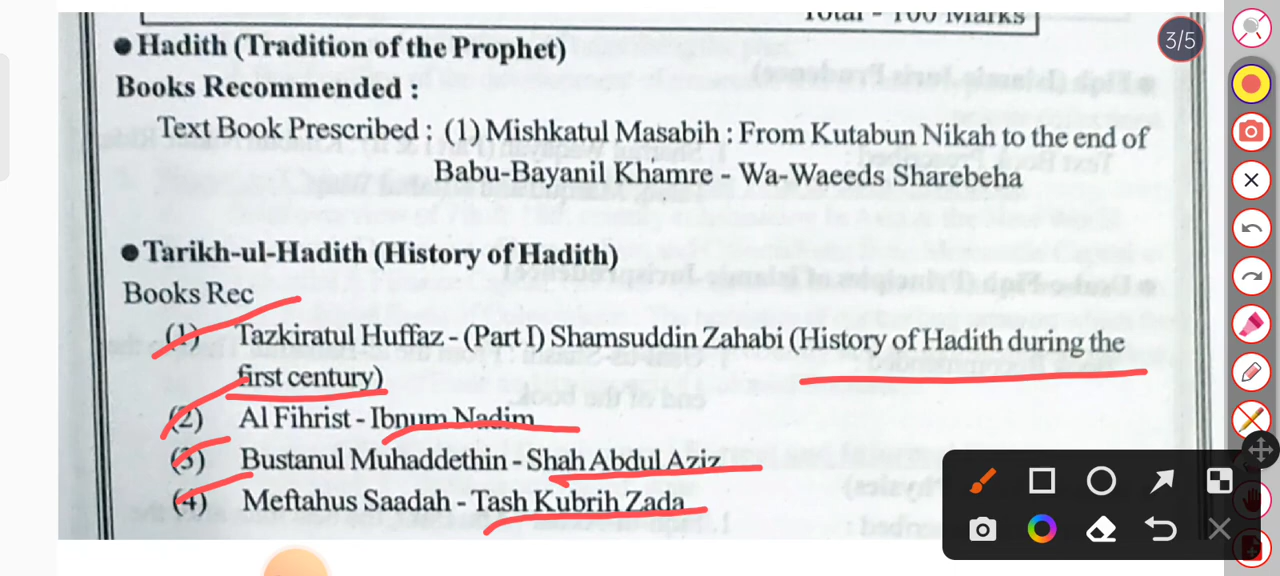 Total - 100 Marks
3/5
● Hadith (Tradition of the Prophet)
Books Recommended :
Text Book Prescribed : (1) Mishkatul Masabih : From Kutabun Nikah to the end of
Babu-Bayanil Khamre - Wa-Waeeds Sharebeha
● Tarikh-ul-Hadith (History of Hadith)
Books Rec
(1) Tazkiratul Huffaz - (Part I) Shamsuddin Zahabi (History of Hadith during the
first century)
(2) Al Fihrist - Ibnum Nadim
(3) Bustanul Muhaddethin - Shah Abdul Aziz
(4) Meftahus Saadah - Tash Kubrih Zada